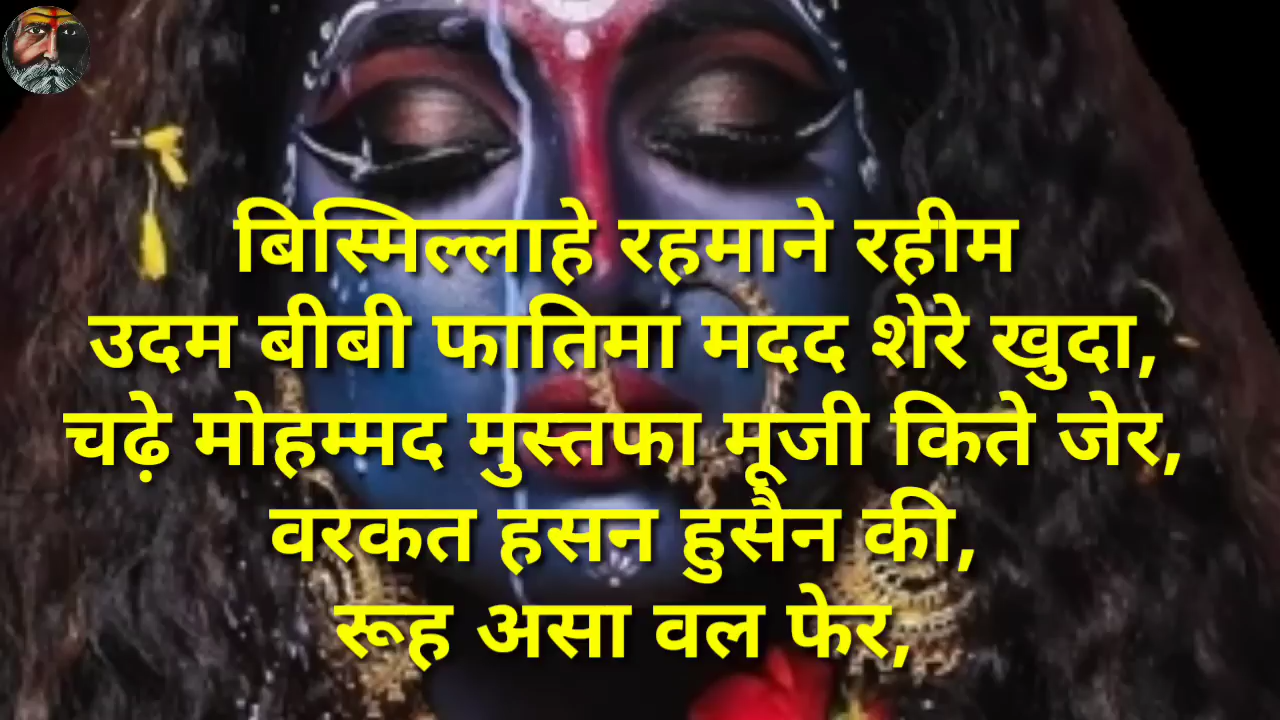 बिस्मिल्लाहे रहमाने रहीम
उदम बीबी फातिमा मदद शेरे खुदा,
चढ़े मोहम्मद मुस्तफा मूजी किते जेर,
वरकत हसन हुसैन की,
रूह असा वल फेर,